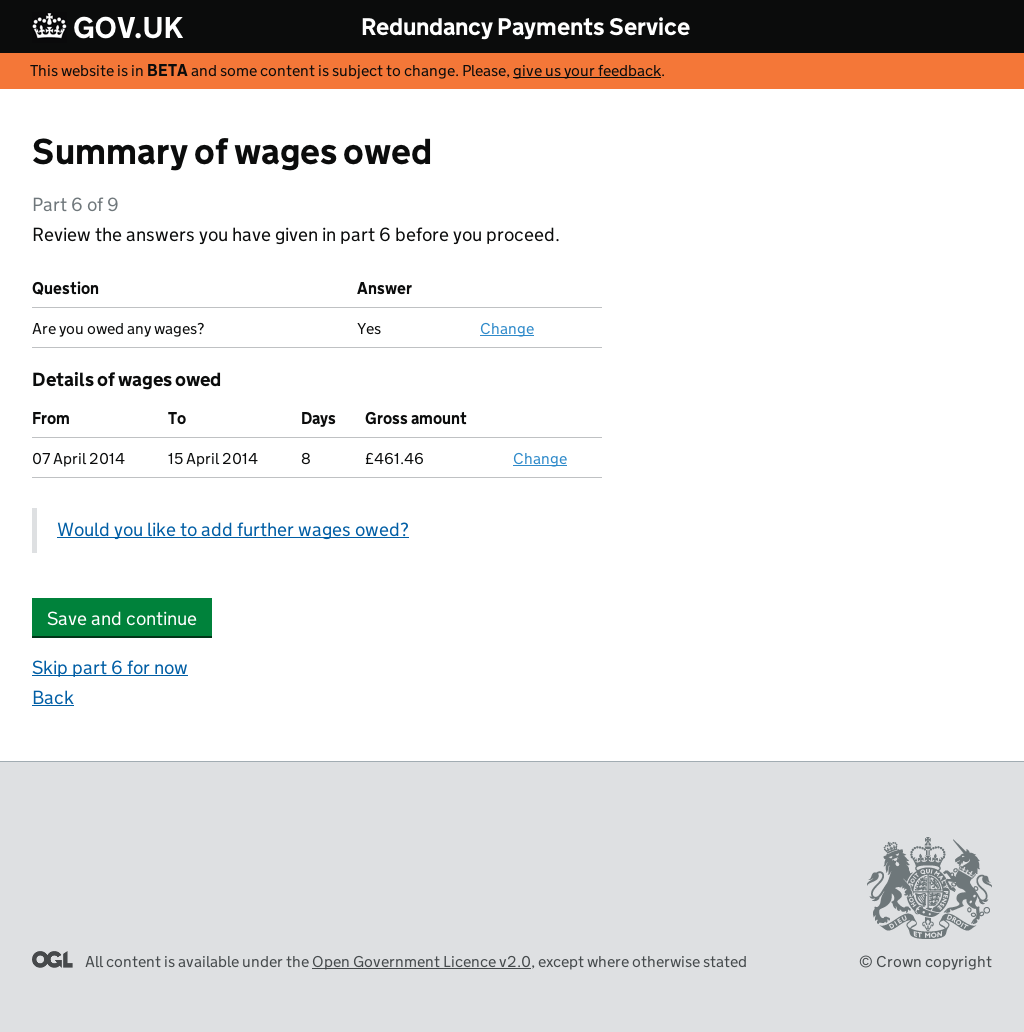 GOV.UK Redundancy Payments Service
This website is in BETA and some content is subject to change. Please, give us your feedback.
Summary of wages owed
Part 6 of 9
Review the answers you have given in part 6 before you proceed.
Question Answer
Are you owed any wages? Yes Change
Details of wages owed
From To Days Gross amount
07 April 2014 15 April 2014 8 £461.46 Change
Would you like to add further wages owed?
Save and continue
Skip part 6 for now
Back
DIEU ET MON DROIT
OGL All content is available under the Open Government Licence v2.0, except where otherwise stated © Crown copyright